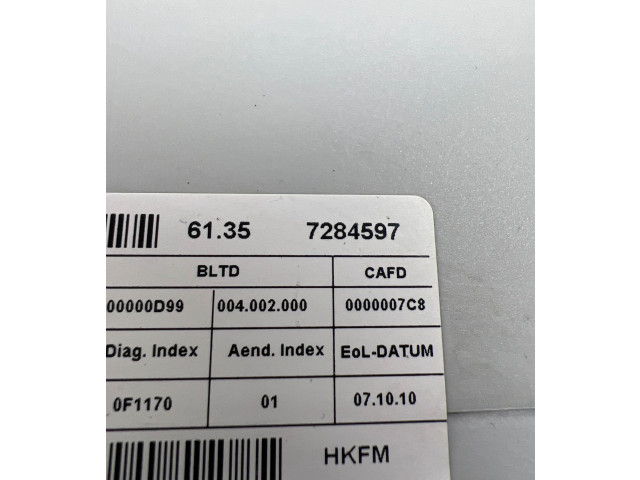 61.35 7284597
BLTD CAFD
00000D99 004.002.000 0000007C8
Diag. Index Aend. Index EoL-DATUM
0F1170 01 07.10.10
HKFM